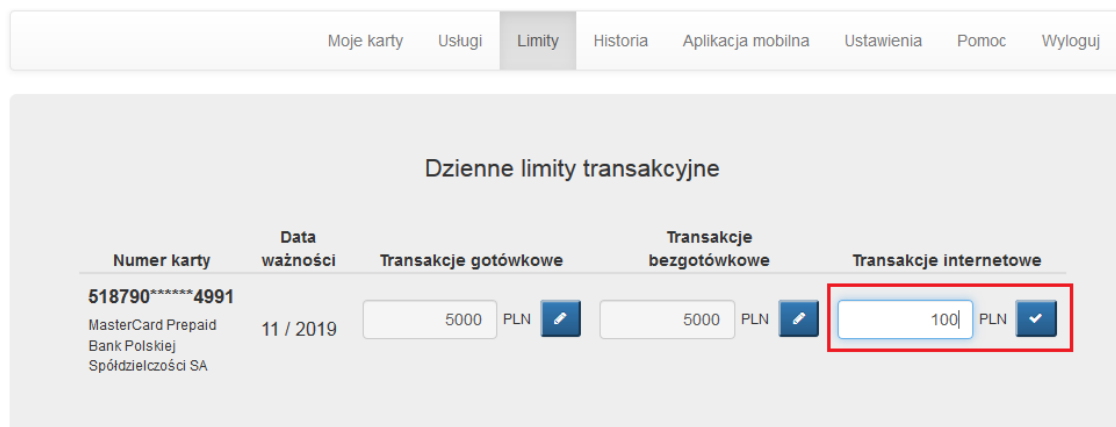 Moje karty Usługi Limity Historia Aplikacja mobilna Ustawienia Pomoc Wyloguj
Dzienne limity transakcyjne
Numer karty Data ważności Transakcje gotówkowe Transakcje bezgotówkowe Transakcje internetowe
518790******4991
MasterCard Prepaid
Bank Polskiej
Spółdzielczości SA
11 / 2019
5000 PLN
5000 PLN
100 PLN